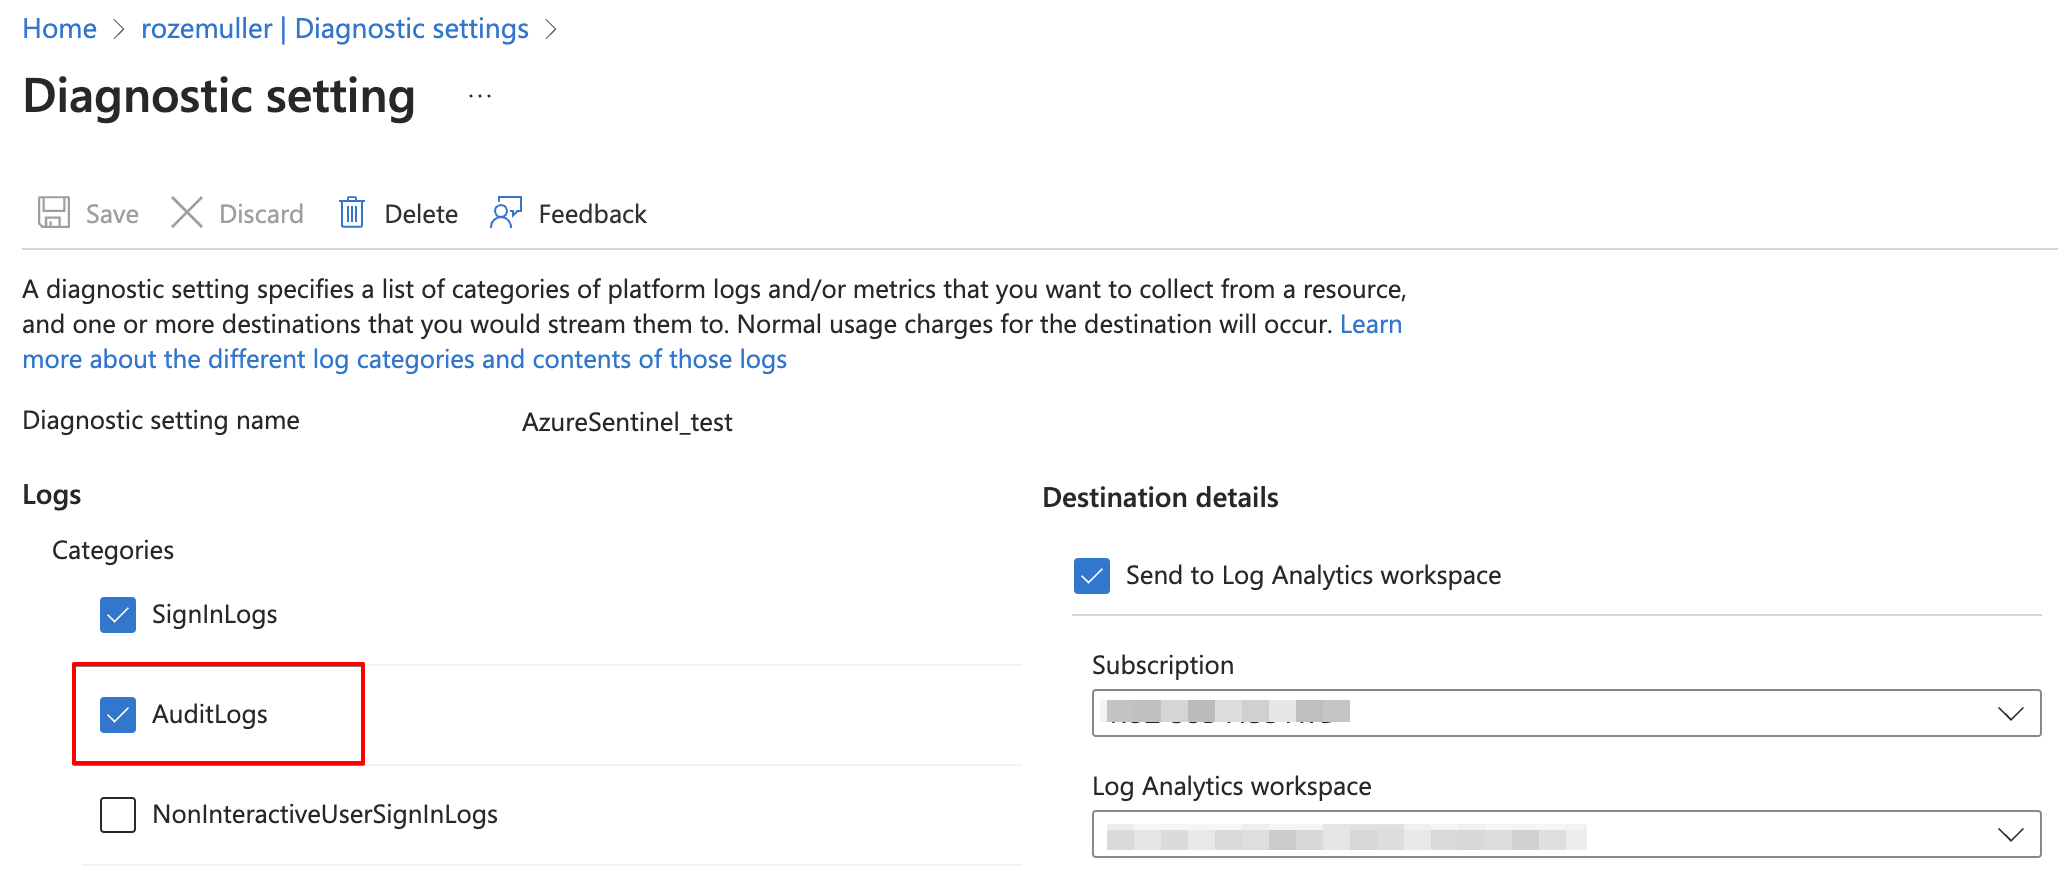 Home > rozemuller | Diagnostic settings >
Diagnostic setting ...
Save Discard Delete Feedback
A diagnostic setting specifies a list of categories of platform logs and/or metrics that you want to collect from a resource,
and one or more destinations that you would stream them to. Normal usage charges for the destination will occur. Learn
more about the different log categories and contents of those logs
Diagnostic setting name AzureSentinel_test
Logs
Categories
SignInLogs
AuditLogs
NonInteractiveUserSignInLogs
Destination details
Send to Log Analytics workspace
Subscription
Log Analytics workspace